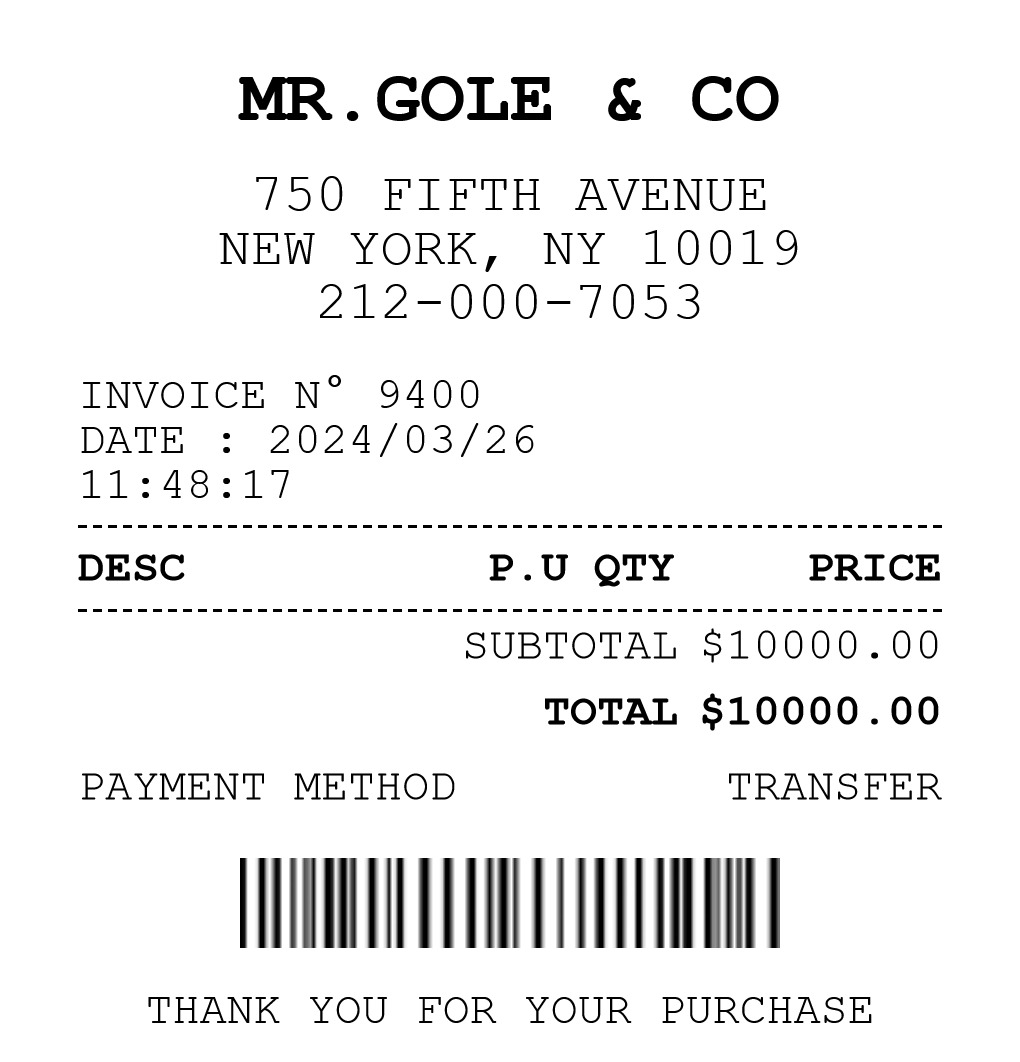 MR.GOLE & CO
750 FIFTH AVENUE
NEW YORK, NY 10019
212-000-7053
INVOICE N° 9400
DATE : 2024/03/26
11:48:17
DESC P.U QTY PRICE
SUBTOTAL $10000.00
TOTAL $10000.00
PAYMENT METHOD TRANSFER
THANK YOU FOR YOUR PURCHASE